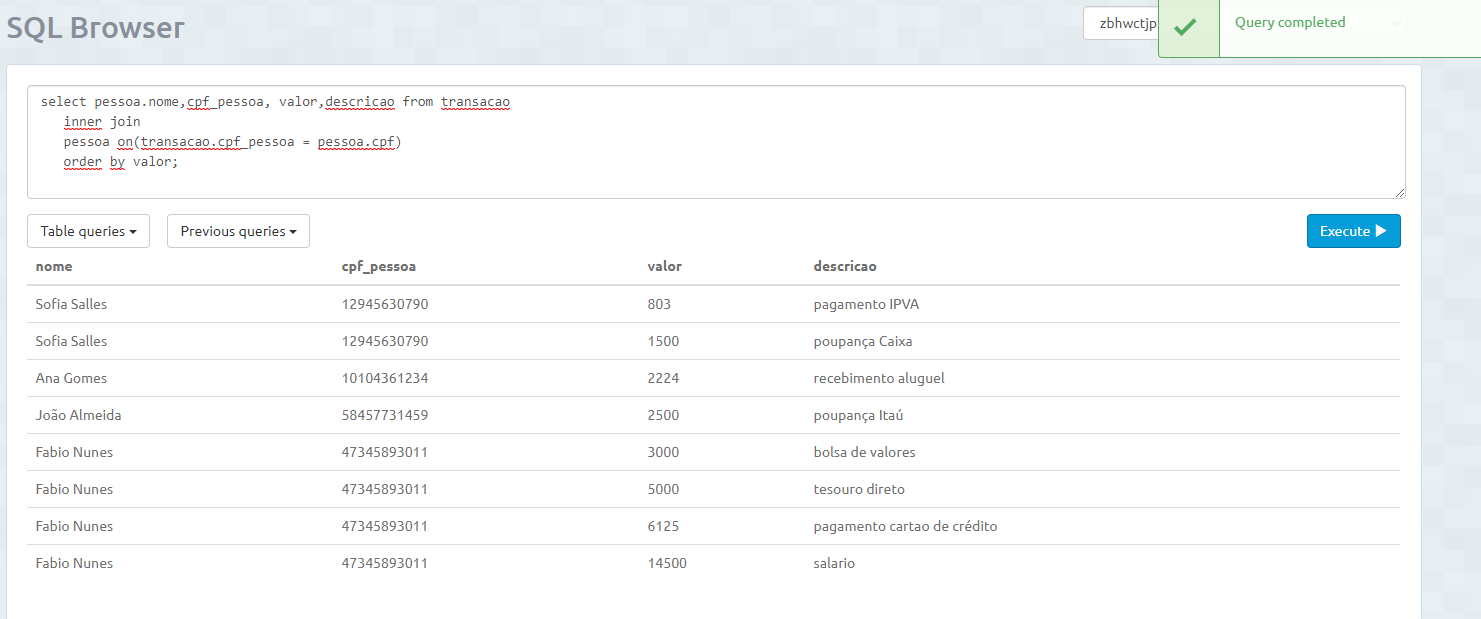 SQL Browser
zbhwctjp
Query completed
select pessoa.nome,cpf_pessoa, valor,descricao from transacao
inner join
pessoa on(transacao.cpf_pessoa = pessoa.cpf)
order by valor;
Table queries
Previous queries
Execute
nome cpf_pessoa valor descricao
Sofia Salles 12945630790 803 pagamento IPVA
Sofia Salles 12945630790 1500 poupança Caixa
Ana Gomes 10104361234 2224 recebimento aluguel
João Almeida 58457731459 2500 poupança Itaú
Fabio Nunes 47345893011 3000 bolsa de valores
Fabio Nunes 47345893011 5000 tesouro direto
Fabio Nunes 47345893011 6125 pagamento cartao de crédito
Fabio Nunes 47345893011 14500 salario